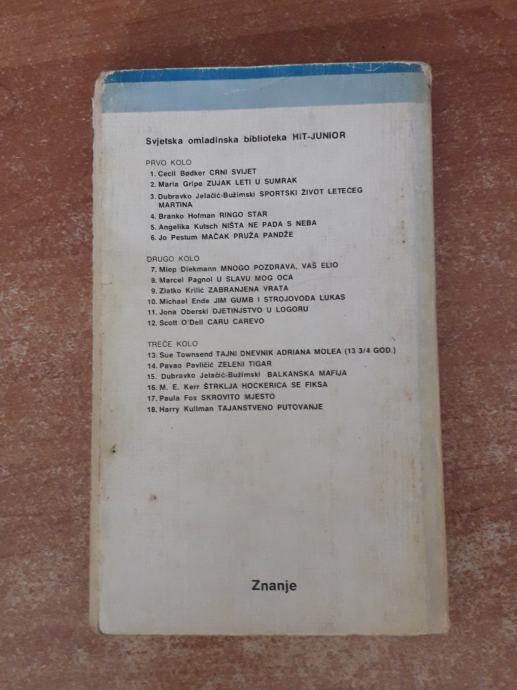 Svjetska omladinska biblioteka HiT-JUNIOR
PRVO KOLO
1. Cecil Bødker CRNI SVIJET
2. Maria Gripe ZUJAK LETI U SUMRAK
3. Dubravko Jelačić-Bužimski SPORTSKI ŽIVOT LETEĆEG
MARTINA
4. Branko Hofman RINGO STAR
5. Angelika Kutsch NIŠTA NE PADA S NEBA
6. Jo Pestum MAČAK PRUŽA PANDŽE
DRUGO KOLO
7. Miep Diekmann MNOGO POZDRAVA, VAŠ ELIO
8. Marcel Pagnol U SLAVU MOG OCA
9. Zlatko Krilić ZABRANJENA VRATA
10. Michael Ende JIM GUMB I STROJOVOĐA LUKAS
11. Jona Oberski DJETINJSTVO U LOGORU
12. Scott O'Dell CARU CAREVO
TREĆE KOLO
13. Sue Townsend TAJNI DNEVNIK ADRIANA MOLEA (13 3/4 GOD.)
14. Pavao Pavličić ZELENI TIGAR
15. Dubravko Jelačić-Bužimski BALKANSKA MAFIJA
16. M. E. Kerr ŠTRKLJA HOCKERICA SE FIKSA
17. Paula Fox SKROVITO MJESTO
18. Harry Kullman TAJANSTVENO PUTOVANJE
Znanje